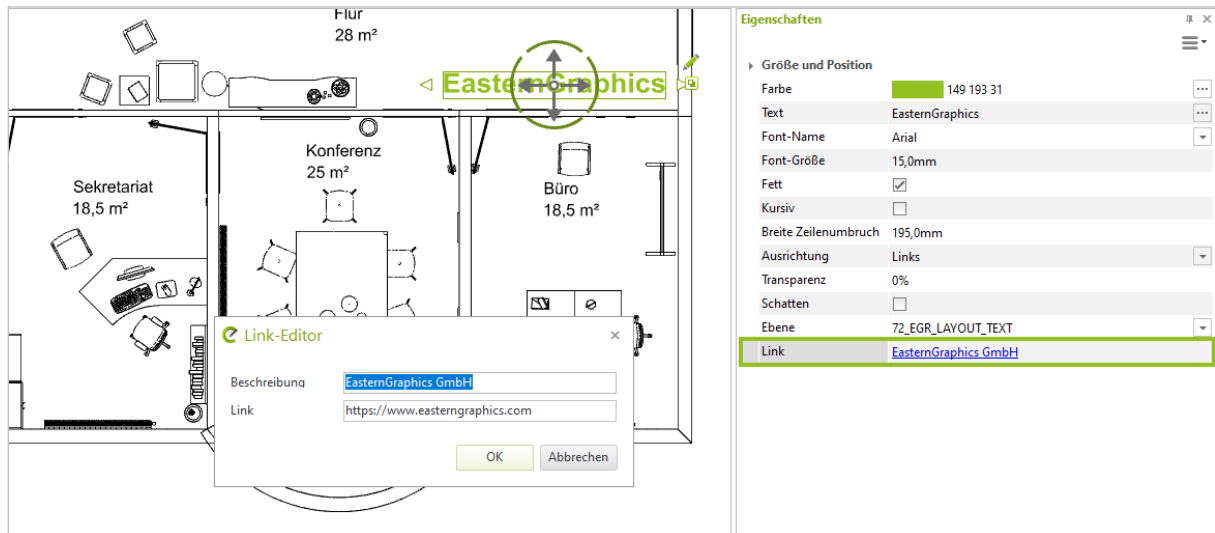 Flur
28 m²
EasternGraphics
Konferenz
25 m²
Sekretariat
18,5 m²
Büro
18,5 m²
Link-Editor
Beschreibung
EasternGraphics GmbH
Link
https://www.easterngraphics.com
OK
Abbrechen
Eigenschaften
Größe und Position
Farbe
149 193 31
Text
EasternGraphics
Font-Name
Arial
Font-Größe
15,0mm
Fett
Kursiv
Breite Zeilenumbruch
195,0mm
Ausrichtung
Links
Transparenz
0%
Schatten
Ebene
72_EGR_LAYOUT_TEXT
Link
EasternGraphics GmbH